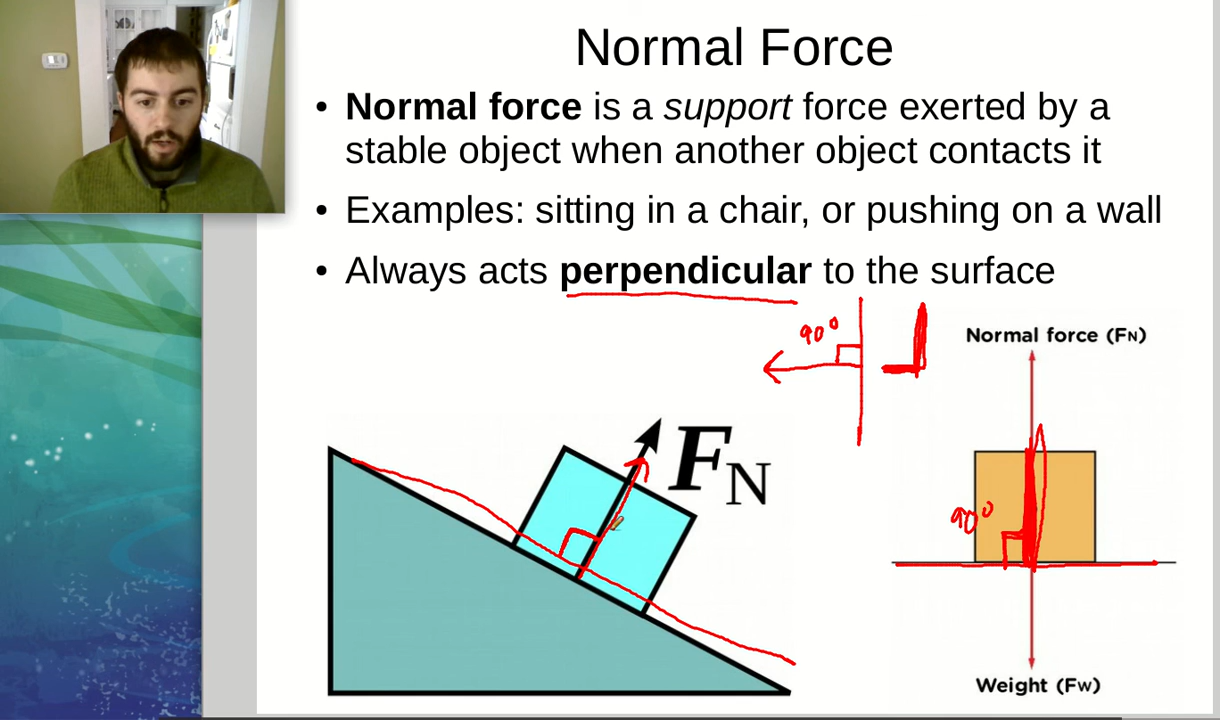 Normal Force
• Normal force is a support force exerted by a
stable object when another object contacts it
• Examples: sitting in a chair, or pushing on a wall
• Always acts perpendicular to the surface
90°
Normal force (FN)
FN
90°
Weight (FW)